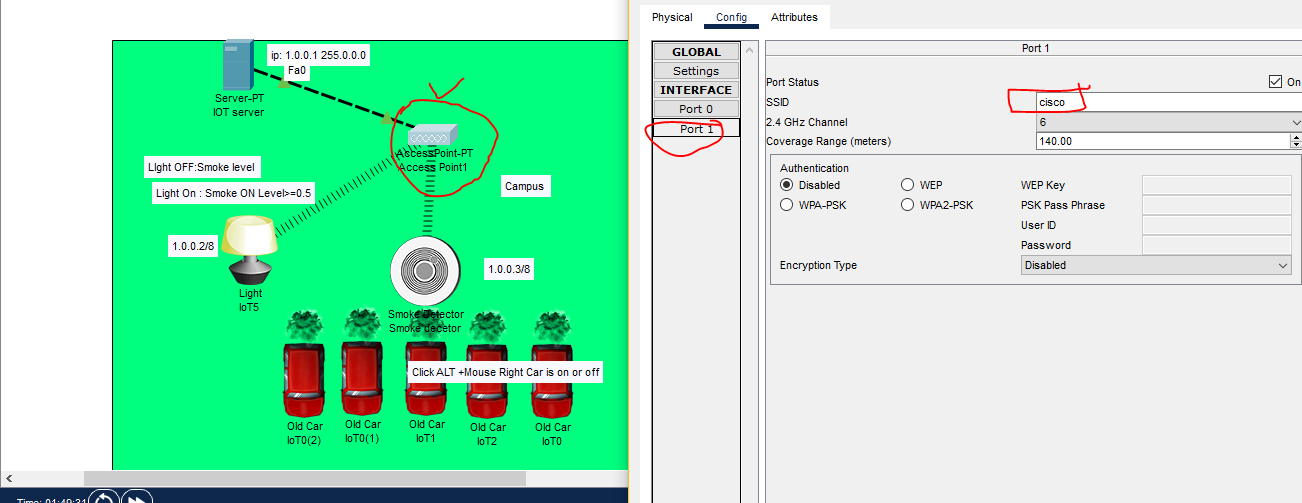 ip: 1.0.0.1 255.0.0.0
Fa0
Server-PT
IOT server
AccessPoint-PT
Access Point1
LIght OFF:Smoke level
Light On : Smoke ON Level>=0.5
Campus
1.0.0.2/8
1.0.0.3/8
Light
IoT5
Smoke Detector
Smoke decetor
Click ALT +Mouse Right Car is on or off
Old Car
IoT0(2)
Old Car
IoT0(1)
Old Car
IoT1
Old Car
IoT2
Old Car
IoT0
Time: 01:49:31
Physical Config Attributes
GLOBAL
Settings
INTERFACE
Port 0
Port 1
Port 1
Port Status On
SSID cisco
2.4 GHz Channel 6
Coverage Range (meters) 140.00
Authentication
Disabled WEP WEP Key
WPA-PSK WPA2-PSK PSK Pass Phrase
User ID
Password
Encryption Type Disabled